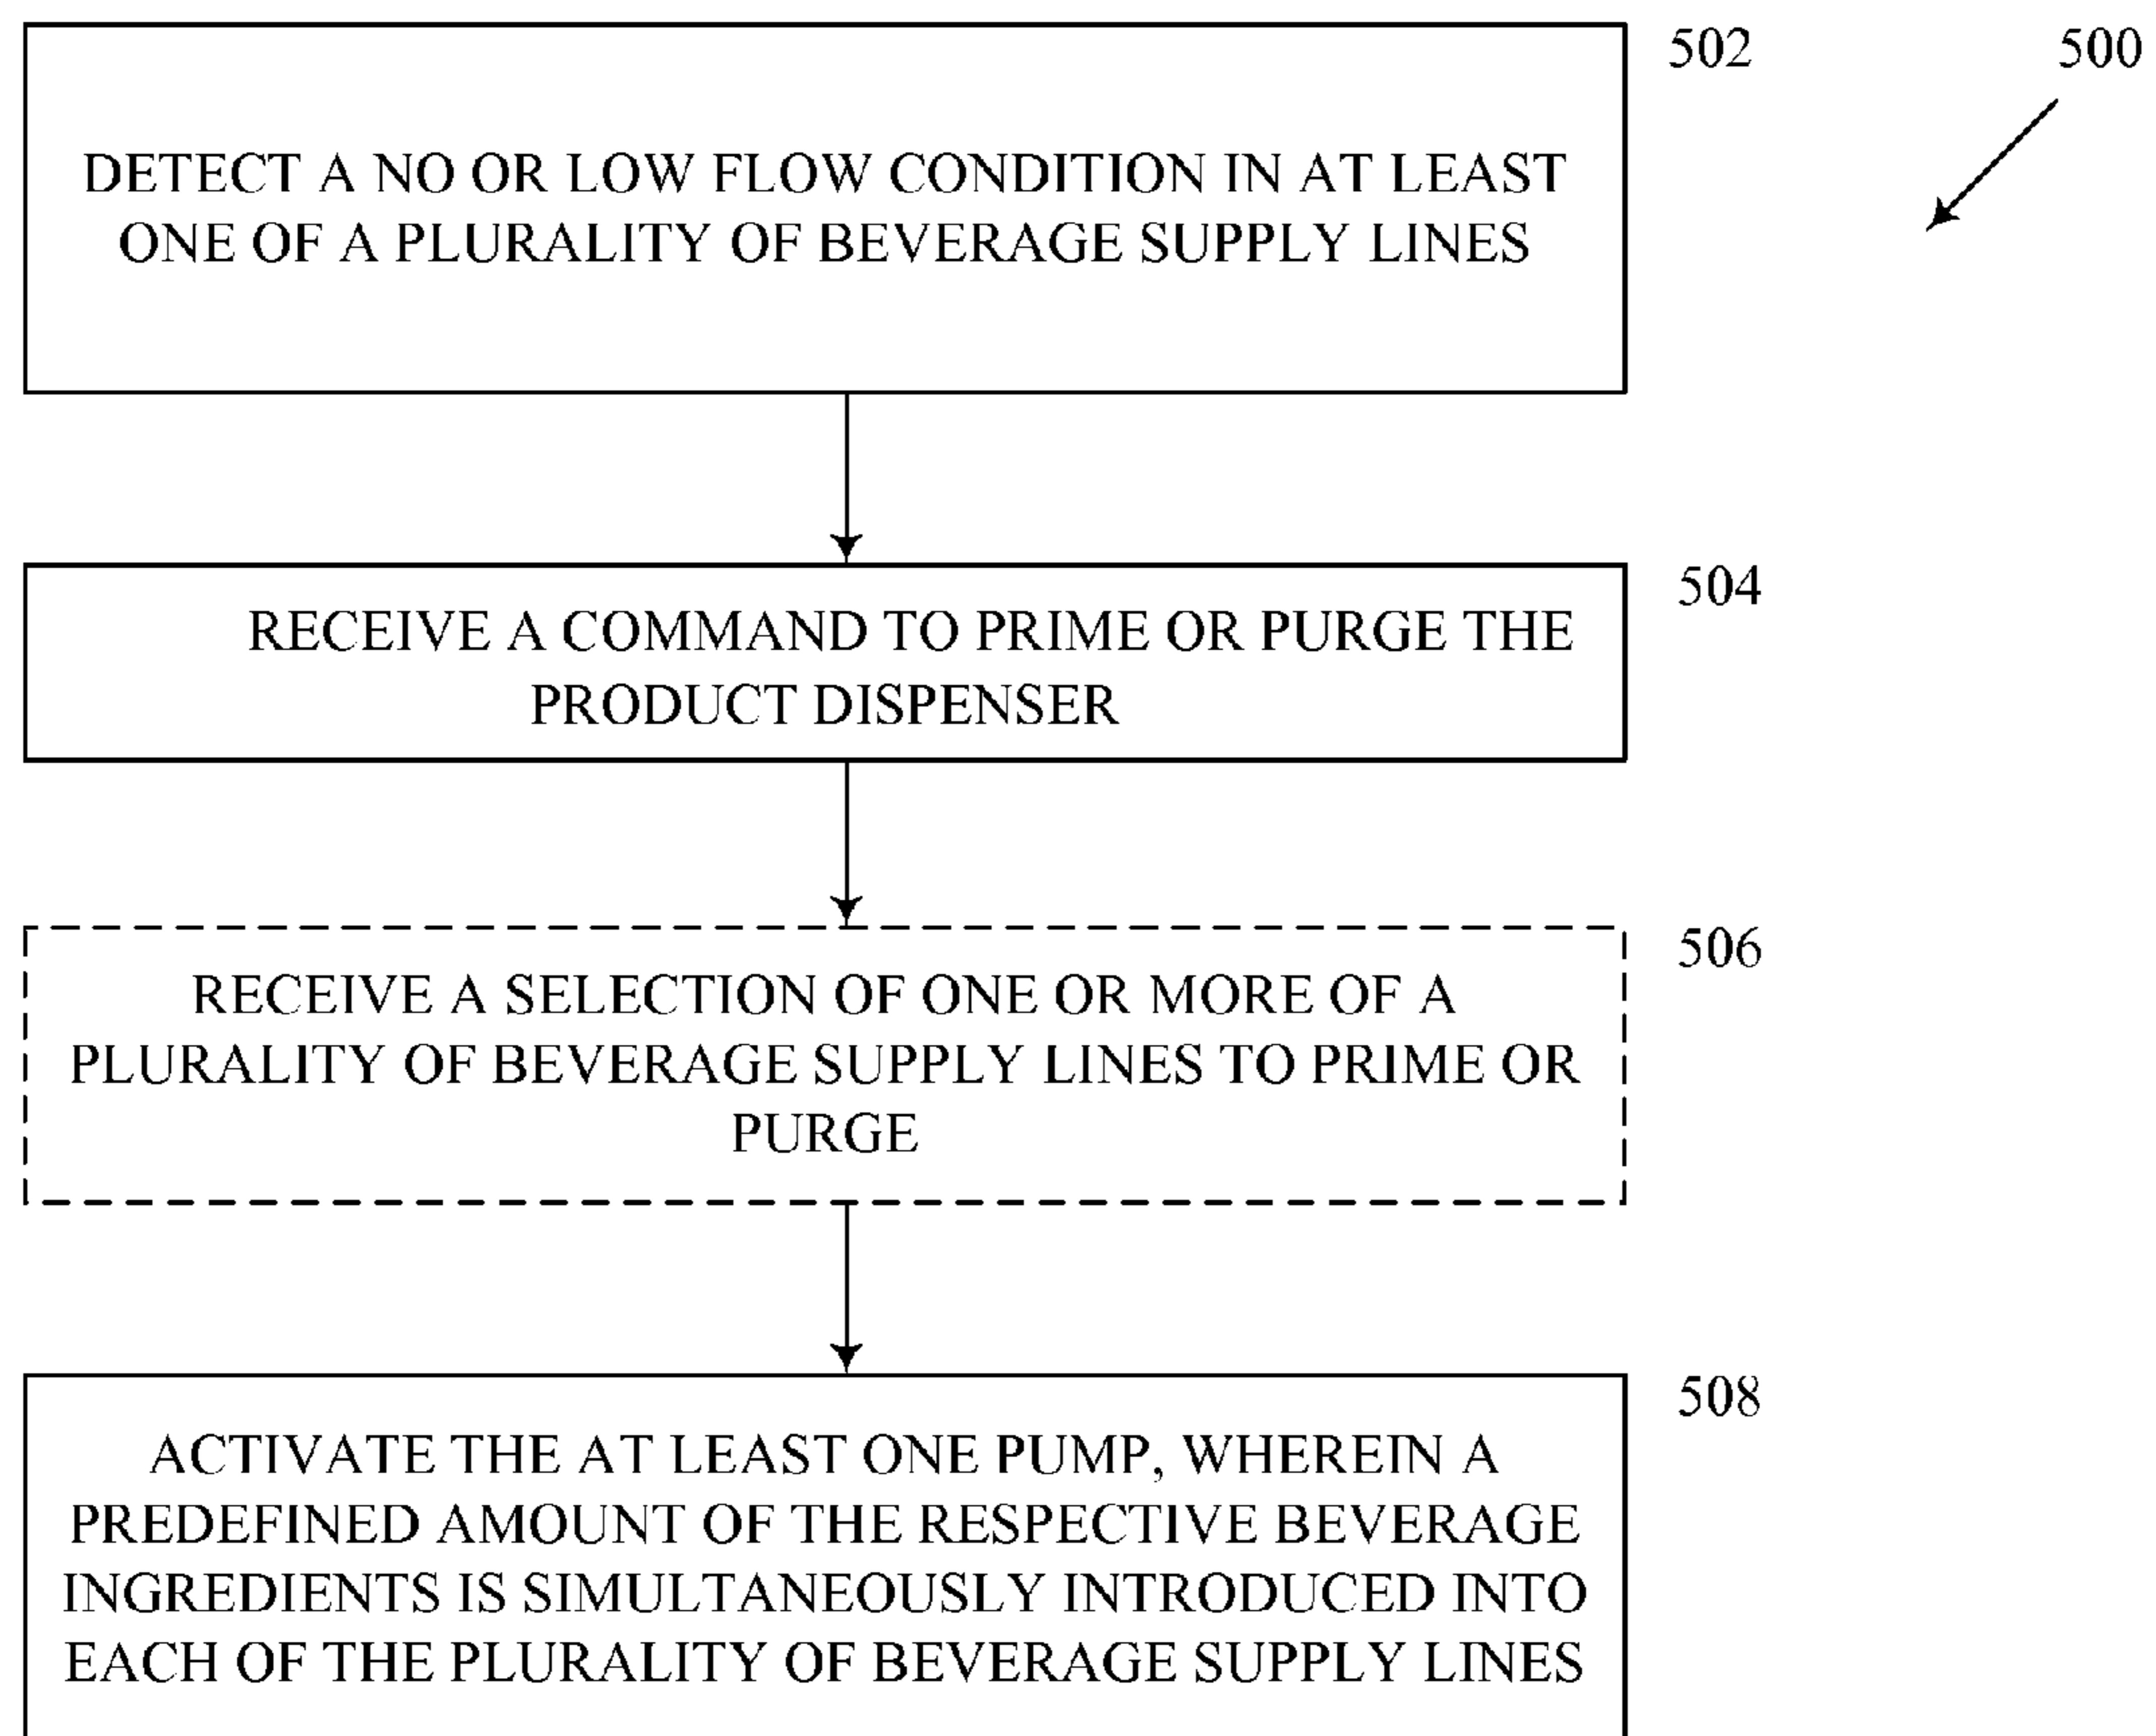 502
500
DETECT A NO OR LOW FLOW CONDITION IN AT LEAST
ONE OF A PLURALITY OF BEVERAGE SUPPLY LINES
504
RECEIVE A COMMAND TO PRIME OR PURGE THE
PRODUCT DISPENSER
506
RECEIVE A SELECTION OF ONE OR MORE OF A
PLURALITY OF BEVERAGE SUPPLY LINES TO PRIME OR
PURGE
508
ACTIVATE THE AT LEAST ONE PUMP, WHEREIN A
PREDEFINED AMOUNT OF THE RESPECTIVE BEVERAGE
INGREDIENTS IS SIMULTANEOUSLY INTRODUCED INTO
EACH OF THE PLURALITY OF BEVERAGE SUPPLY LINES